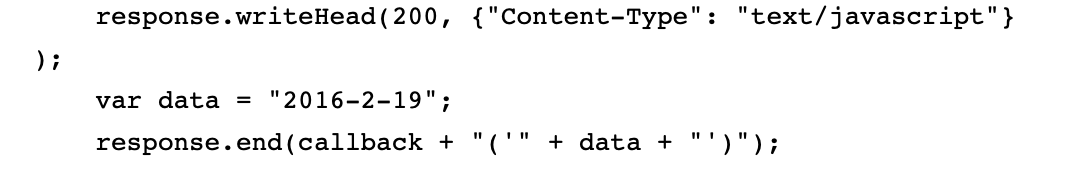 response.writeHead(200, {"Content-Type": "text/javascript"}
);
var data = "2016-2-19";
response.end(callback + "('" + data + "')");